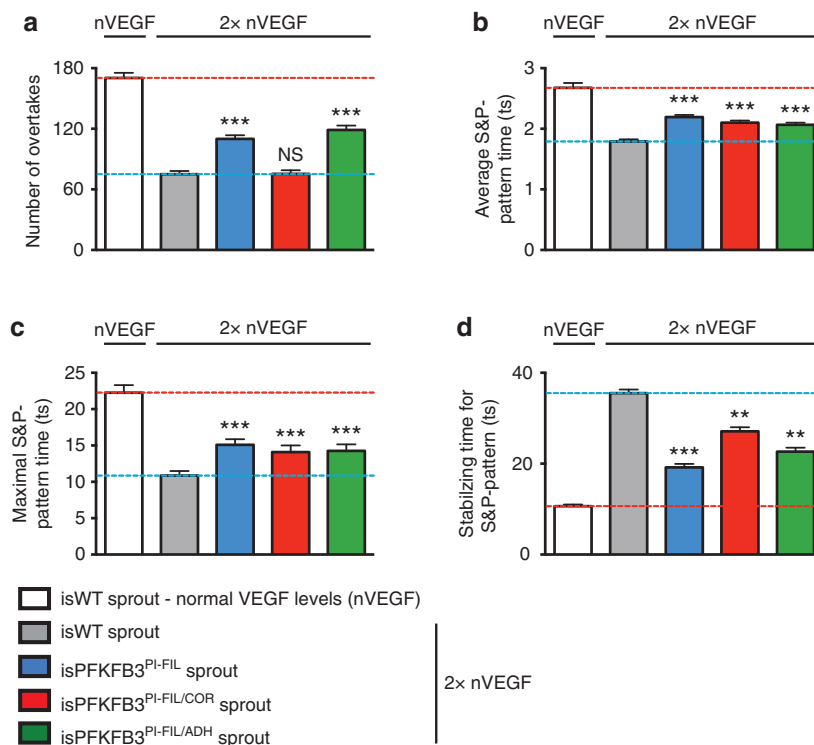 a
nVEGF 2× nVEGF
Number of overtakes
180
120
60
0
***
NS
***
b
nVEGF 2× nVEGF
Average S&P-
pattern time (ts)
3
2
1
0
***
***
***
c
nVEGF 2× nVEGF
Maximal S&P-
pattern time (ts)
25
20
15
10
5
0
***
***
***
d
nVEGF 2× nVEGF
Stabilzing time for
S&P-pattern (ts)
40
20
0
***
**
**
isWT sprout - normal VEGF levels (nVEGF)
isWT sprout
isPFKFB3PI-FIL sprout
isPFKFB3PI-FIL/COR sprout
isPFKFB3PI-FIL/ADH sprout
2× nVEGF